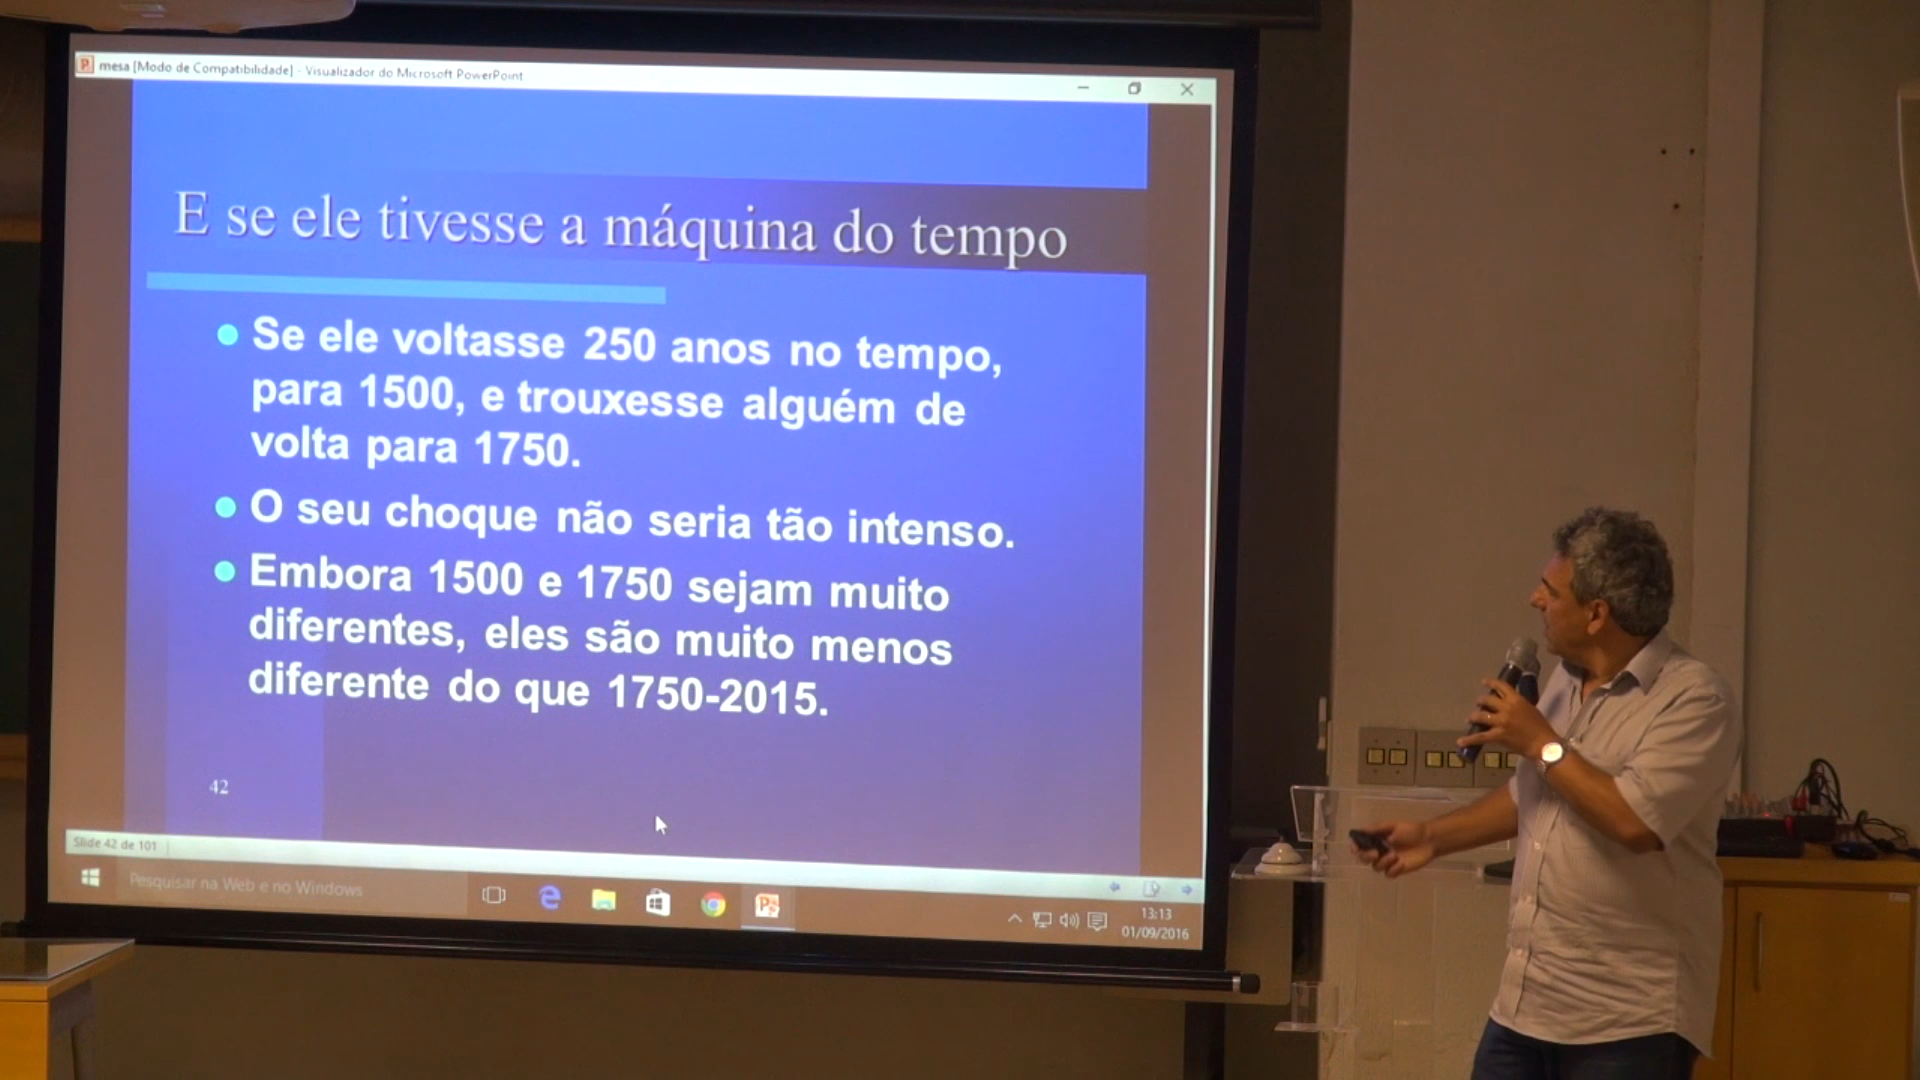 mesa [Modo de Compatibilidade] - Visualizador do Microsoft PowerPoint
E se ele tivesse a máquina do tempo
Se ele voltasse 250 anos no tempo,
para 1500, e trouxesse alguém de
volta para 1750.
O seu choque não seria tão intenso.
Embora 1500 e 1750 sejam muito
diferentes, eles são muito menos
diferente do que 1750-2015.
42
Slide 42 de 101
Pesquisar na Web e no Windows
13:13
01/09/2016